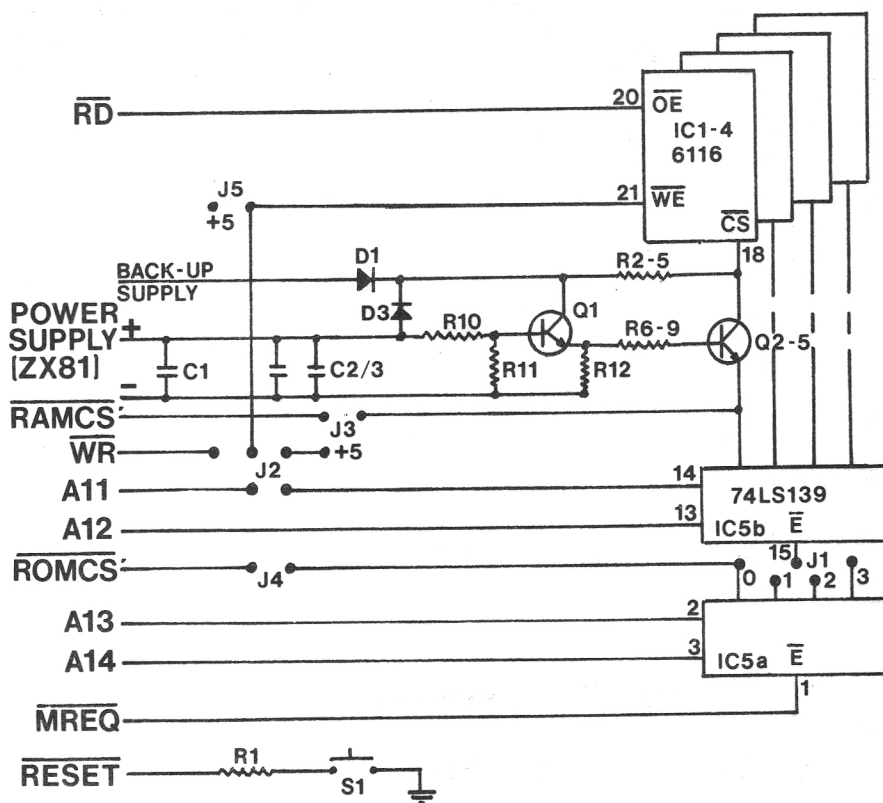 RD
20
OE
IC1-4
6116
J5
+5
21
WE
CS
18
D1
BACK-UP
SUPPLY
R2-5
POWER
SUPPLY
(ZX81)
+
-
D3
R10
Q1
R6-9
Q2-5
C1
C2/3
R11
R12
RAMCS
J3
WR
J2
+5
A11
14
74LS139
A12
13
IC5b
E
15
J1
ROMCS
J4
0
1
2
3
A13
2
A14
3
IC5a
E
MREQ
1
RESET
R1
S1